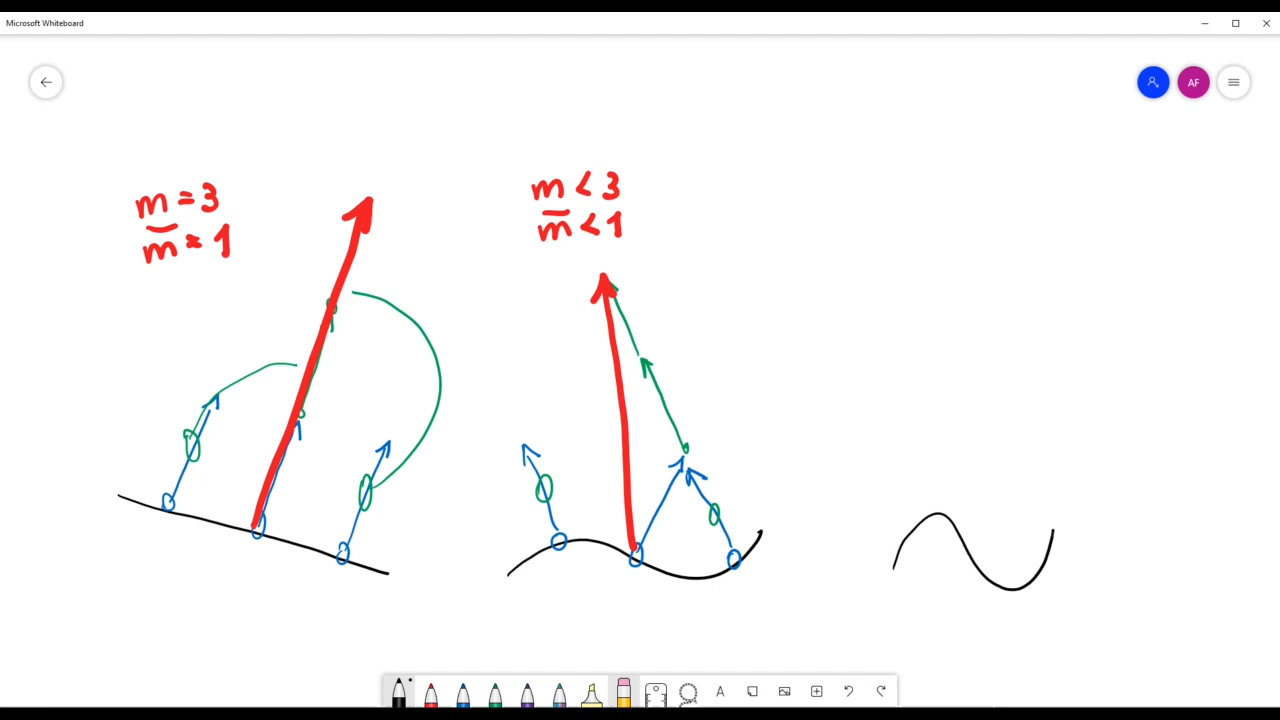 Microsoft Whiteboard
AF
m = 3
m̅ = 1
m < 3
m̅ < 1
A